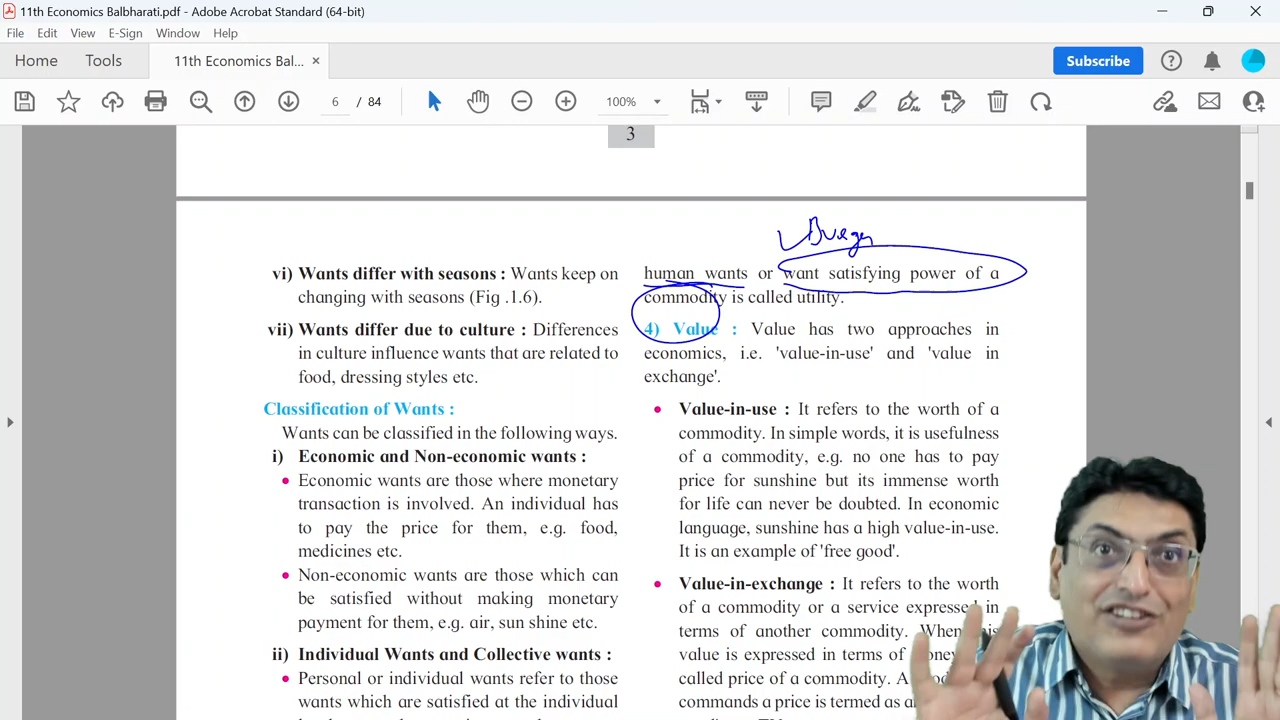 11th Economics Balbharati.pdf - Adobe Acrobat Standard (64-bit)
File Edit View E-Sign Window Help
Home Tools 11th Economics Bal... × Subscribe
6 / 84 100%
3
vi) Wants differ with seasons : Wants keep on
changing with seasons (Fig .1.6).
vii) Wants differ due to culture : Differences
in culture influence wants that are related to
food, dressing styles etc.
Classification of Wants :
Wants can be classified in the following ways.
i) Economic and Non-economic wants :
• Economic wants are those where monetary
transaction is involved. An individual has
to pay the price for them, e.g. food,
medicines etc.
• Non-economic wants are those which can
be satisfied without making monetary
payment for them, e.g. air, sun shine etc.
ii) Individual Wants and Collective wants :
• Personal or individual wants refer to those
wants which are satisfied at the individual
human wants or want satisfying power of a
commodity is called utility.
4) Value : Value has two approaches in
economics, i.e. 'value-in-use' and 'value in
exchange'.
• Value-in-use : It refers to the worth of a
commodity. In simple words, it is usefulness
of a commodity, e.g. no one has to pay
price for sunshine but its immense worth
for life can never be doubted. In economic
language, sunshine has a high value-in-use.
It is an example of 'free good'.
• Value-in-exchange : It refers to the worth
of a commodity or a service expressed in
terms of another commodity. When
value is expressed in terms of
called price of a commodity. A
commands a price is termed as